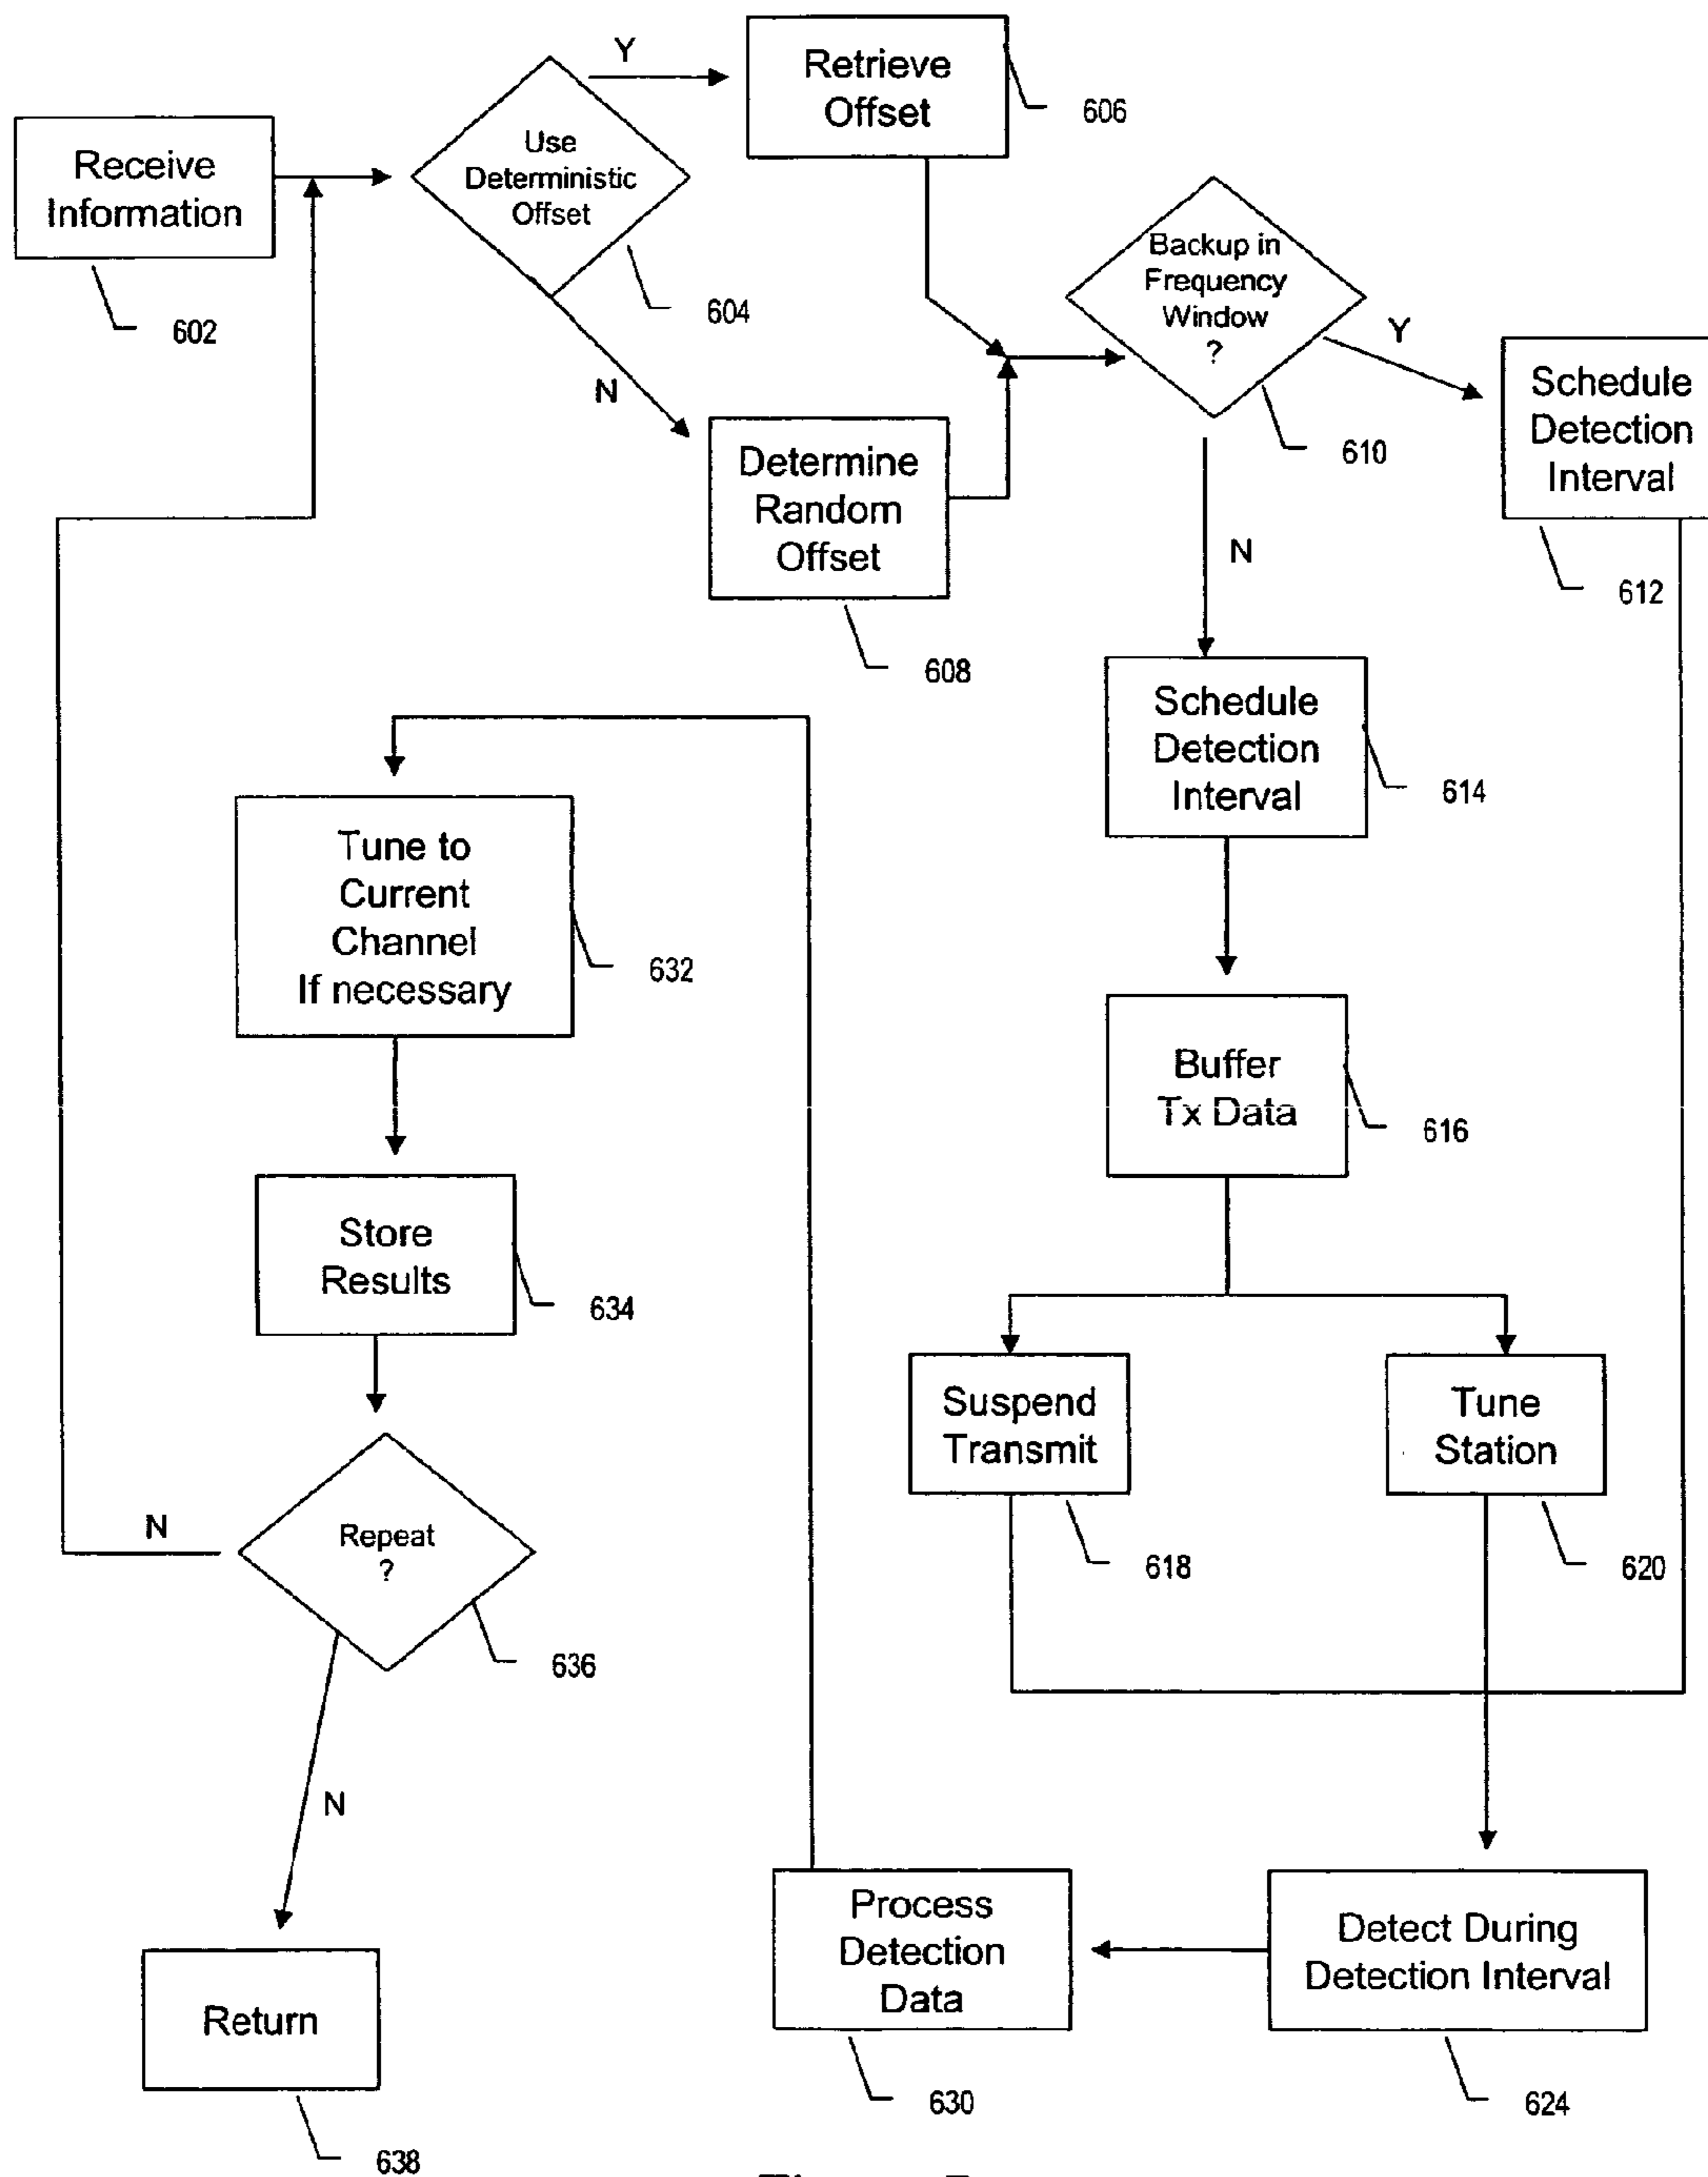 Receive
Information
602
Use
Deterministic
Offset
604
Y
Retrieve
Offset
606
N
Determine
Random
Offset
608
Backup in
Frequency
Window
?
610
Y
Schedule
Detection
Interval
612
N
Schedule
Detection
Interval
614
Buffer
Tx Data
616
Suspend
Transmit
618
Tune
Station
620
Detect During
Detection Interval
624
Process
Detection
Data
630
Tune to
Current
Channel
If necessary
632
Store
Results
634
Repeat
?
636
N
N
Return
638